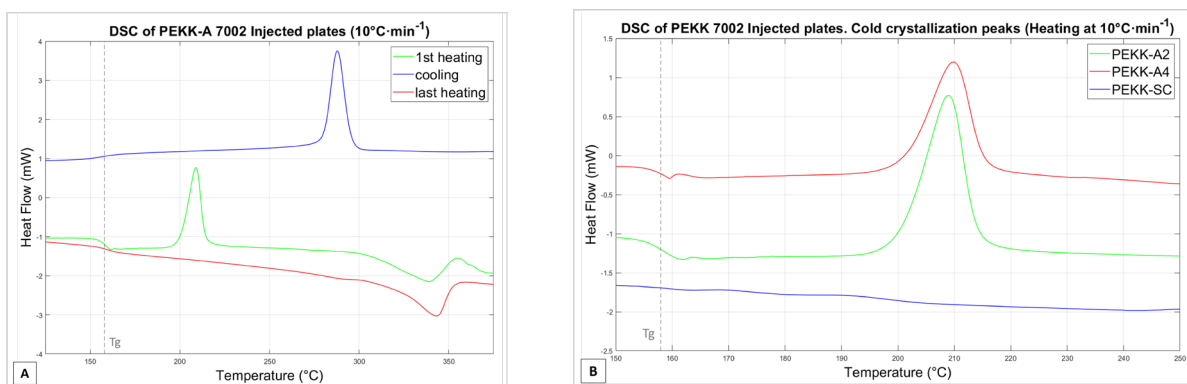 DSC of PEKK-A 7002 Injected plates (10°C·min⁻¹)
1st heating
cooling
last heating
Heat Flow (mW)
4
3
2
1
0
-1
-2
-3
-4
Tg
150
200
250
300
350
Temperature (°C)
A
DSC of PEKK 7002 Injected plates. Cold crystallization peaks (Heating at 10°C·min⁻¹)
PEKK-A2
PEKK-A4
PEKK-SC
Heat Flow (mW)
1.5
1
0.5
0
-0.5
-1
-1.5
-2
-2.5
Tg
150
160
170
180
190
200
210
220
230
240
250
Temperature (°C)
B